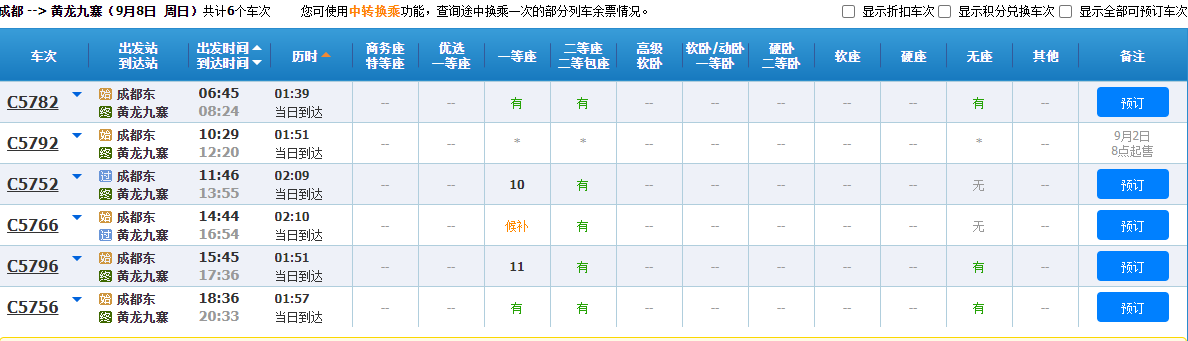 成都 --> 黄龙九寨（9月8日 周日）共计6个车次 您可使用中转换乘功能，查询途中换乘一次的部分列车余票情况。 显示折扣车次 显示积分兑换车次 显示全部可预订车次
车次 出发站 到达站 出发时间 到达时间 历时 商务座 特等座 优选 一等座 一等座 二等座 二等包座 高级 软卧 软卧/动卧 一等卧 硬卧 二等卧 软座 硬座 无座 其他 备注
C5782 始 成都东 06:45 01:39 -- -- 有 有 -- -- -- -- -- 有 -- 预订
终 黄龙九寨 08:24 当日到达
C5792 始 成都东 10:29 01:51 -- -- * * -- -- -- -- -- * -- 9月2日
终 黄龙九寨 12:20 当日到达 8点起售
C5752 过 成都东 11:46 02:09 -- -- 10 有 -- -- -- -- -- 无 -- 预订
终 黄龙九寨 13:55 当日到达
C5766 始 成都东 14:44 02:10 -- -- 候补 有 -- -- -- -- -- 无 -- 预订
过 黄龙九寨 16:54 当日到达
C5796 始 成都东 15:45 01:51 -- -- 11 有 -- -- -- -- -- 有 -- 预订
终 黄龙九寨 17:36 当日到达
C5756 始 成都东 18:36 01:57 -- -- 有 有 -- -- -- -- -- 有 -- 预订
终 黄龙九寨 20:33 当日到达